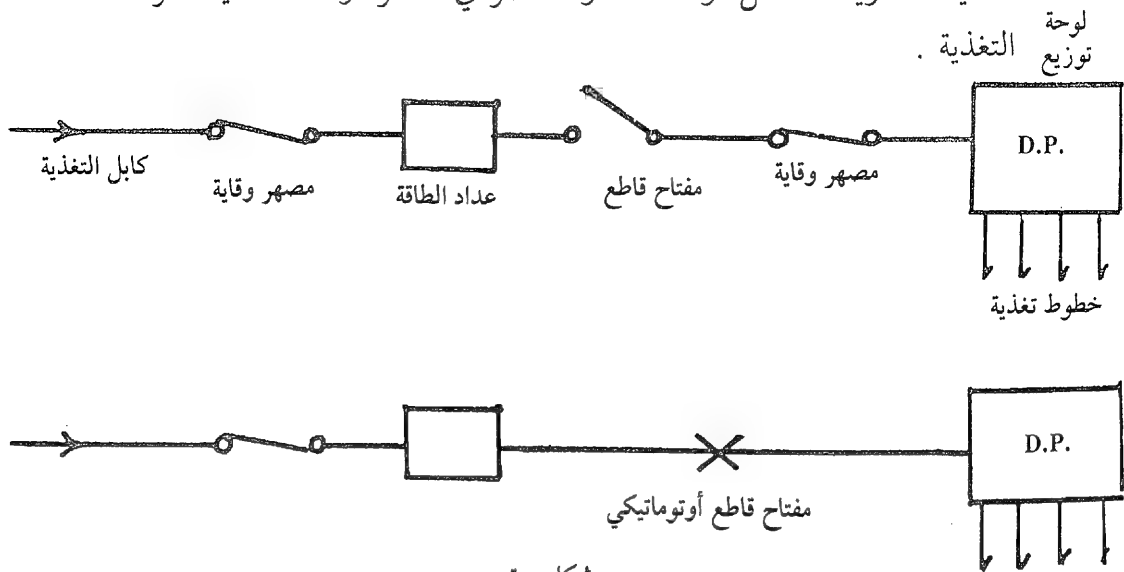 لوحة
توزيع
التغذية .
D.P.
كابل التغذية
مصهر وقاية
عداد الطاقة
مفتاح قاطع
مصهر وقاية
خطوط تغذية
D.P.
مفتاح قاطع أوتوماتيكي